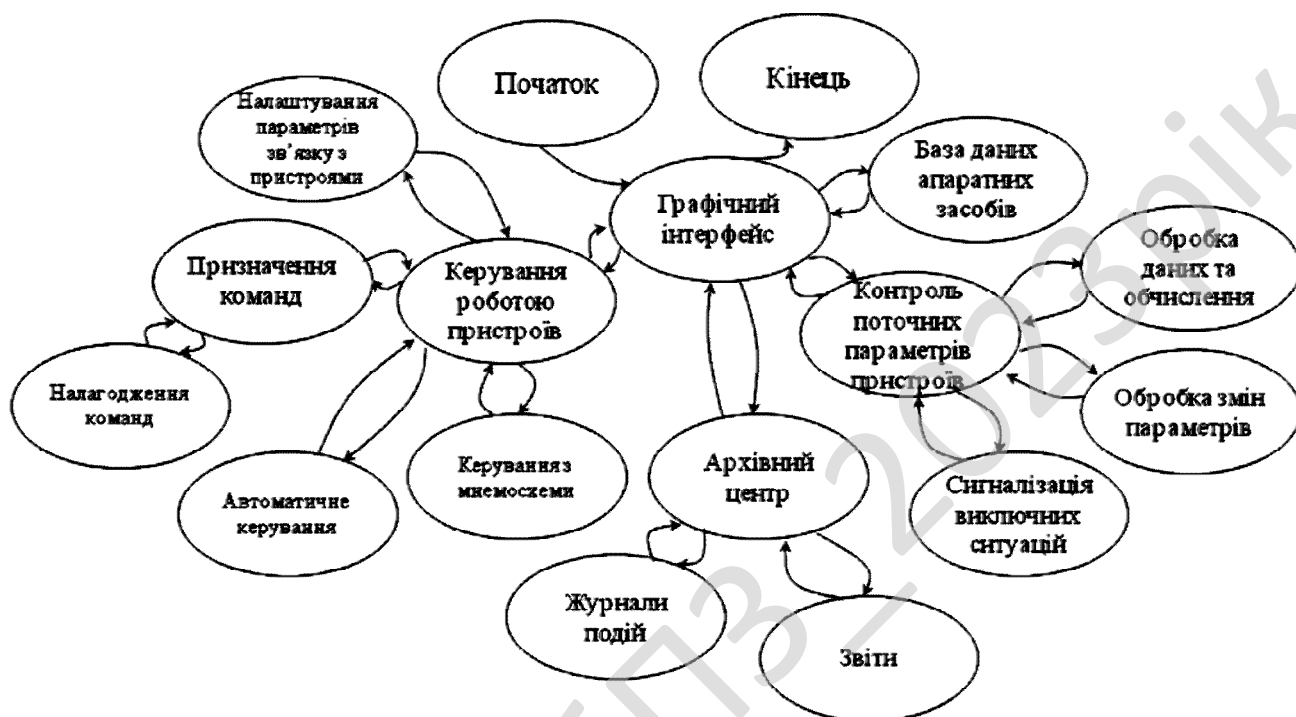 Початок
Кінець
Налаштування
параметрів
зв’язку з
пристроями
База даних
апаратних
засобів
Графічний
інтерфейс
Призначення
команд
Керування
роботою
пристроїв
Обробка
даних та
обчислення
Контроль
поточних
параметрів
пристроїв
Налагодження
команд
Обробка змін
параметрів
Автоматичне
керування
Керування з
мнемосхеми
Архівний
центр
Сигналізація
виключних
ситуацій
Журнали
подій
Звіти
ПЗ_2023рік